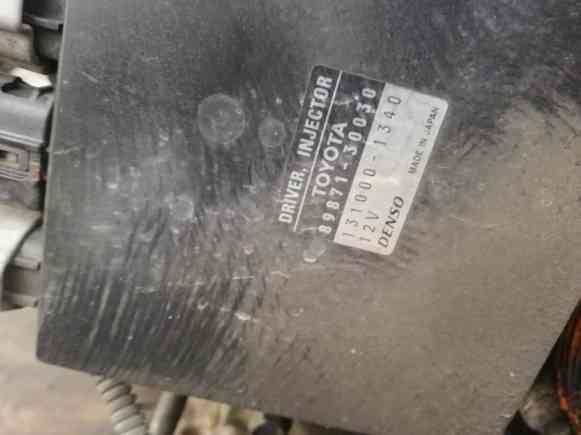 DRIVER, INJECTOR
TOYOTA
89871-30030
131000-1340
12V
DENSO MADE IN JAPAN